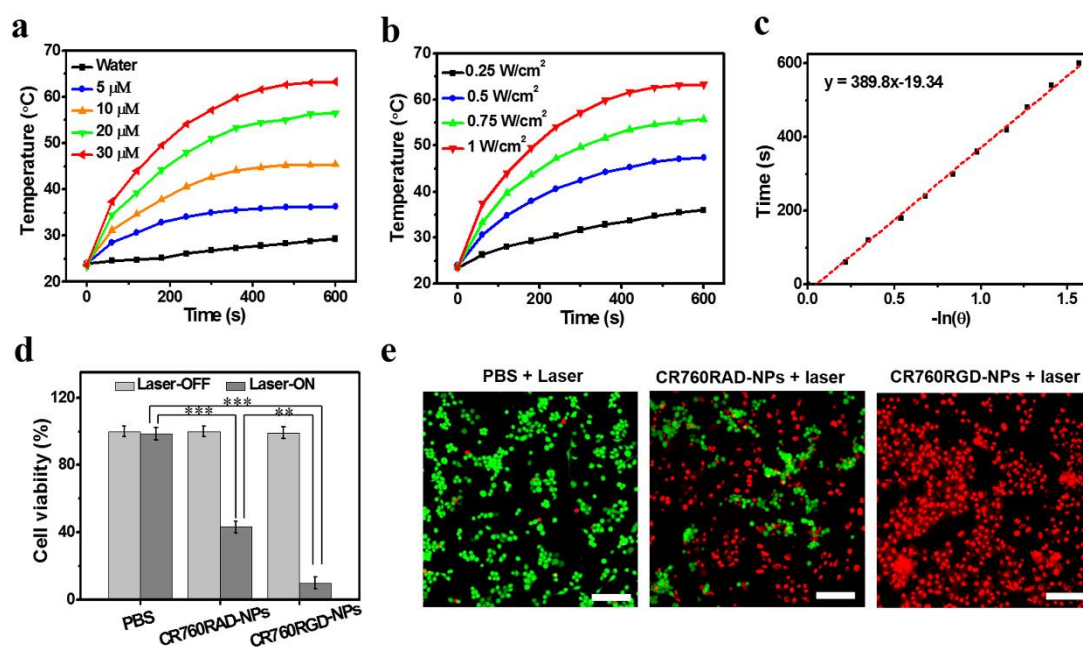 a
70
60
50
40
30
20
Temperature (°C)
Water
5 μM
10 μM
20 μM
30 μM
0 200 400 600
Time (s)
b
70
60
50
40
30
20
Temperature (°C)
0.25 W/cm²
0.5 W/cm²
0.75 W/cm²
1 W/cm²
0 200 400 600
Time (s)
c
600
400
200
0
Time (s)
y = 389.8x-19.34
0.0 0.5 1.0 1.5
-ln(θ)
d
120
80
40
0
Cell viabiity (%)
Laser-OFF Laser-ON
***
*** **
PBS CR760RAD-NPs CR760RGD-NPs
e
PBS + Laser CR760RAD-NPs + laser CR760RGD-NPs + laser